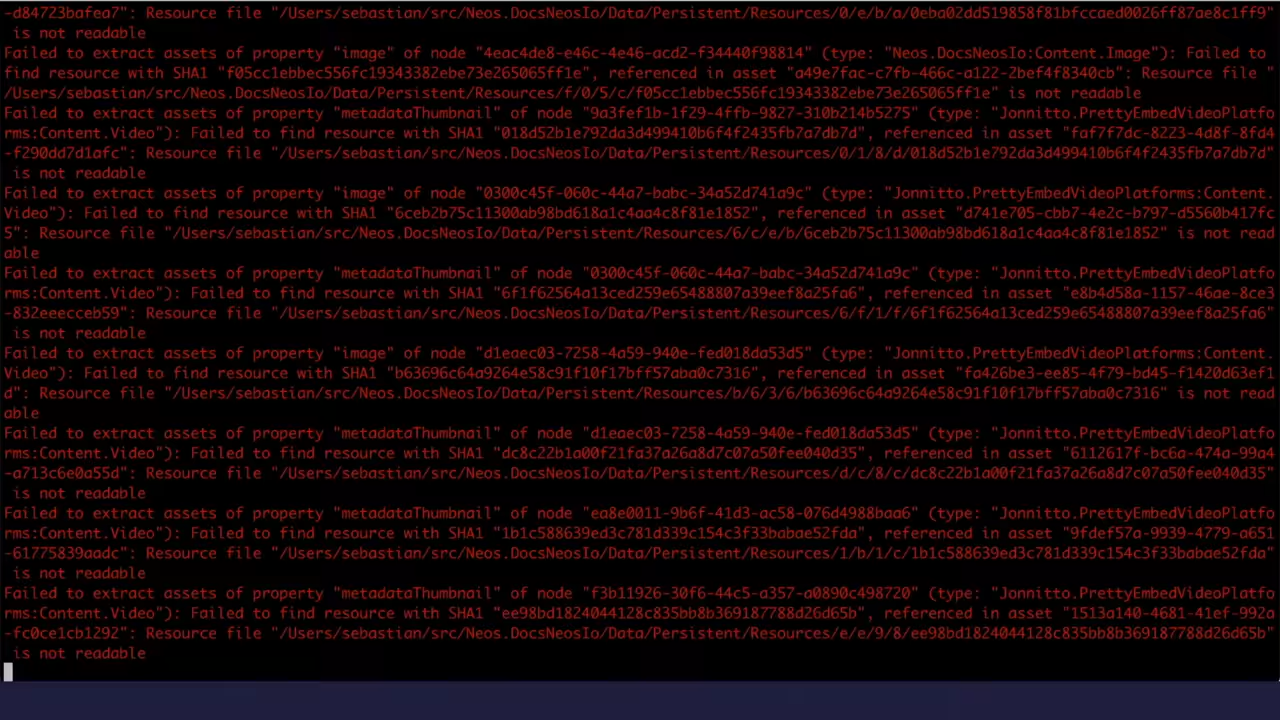 -d84723bafea7": Resource file "/Users/sebastian/src/Neos.DocsNeosIo/Data/Persistent/Resources/0/e/b/a/0eba02dd519858f81bfccaed0026ff87ae8c1ff9"
is not readable
Failed to extract assets of property "image" of node "4eac4de8-e46c-4e46-acd2-f34440f98814" (type: "Neos.DocsNeosIo:Content.Image"): Failed to
find resource with SHA1 "f05cc1ebbec556fc19343382ebe73e265065ff1e", referenced in asset "a49e7fac-c7fb-466c-a122-2bef4f8340cb": Resource file "
/Users/sebastian/src/Neos.DocsNeosIo/Data/Persistent/Resources/f/0/5/c/f05cc1ebbec556fc19343382ebe73e265065ff1e" is not readable
Failed to extract assets of property "metadataThumbnail" of node "9a3fef1b-1f29-4ffb-9827-310b214b5275" (type: "Jonnitto.PrettyEmbedVideoPlatfo
rms:Content.Video"): Failed to find resource with SHA1 "018d52b1e792da3d499410b6f4f2435fb7a7db7d", referenced in asset "faf7f7dc-8223-4d8f-8fd4
-f290dd7d1afc": Resource file "/Users/sebastian/src/Neos.DocsNeosIo/Data/Persistent/Resources/0/1/8/d/018d52b1e792da3d499410b6f4f2435fb7a7db7d"
is not readable
Failed to extract assets of property "image" of node "0300c45f-060c-44a7-babc-34a52d741a9c" (type: "Jonnitto.PrettyEmbedVideoPlatforms:Content.
Video"): Failed to find resource with SHA1 "6ceb2b75c11300ab98bd618a1c4aa4c8f81e1852", referenced in asset "d741e705-cbb7-4e2c-b797-d5560b417fc
5": Resource file "/Users/sebastian/src/Neos.DocsNeosIo/Data/Persistent/Resources/6/c/e/b/6ceb2b75c11300ab98bd618a1c4aa4c8f81e1852" is not read
able
Failed to extract assets of property "metadataThumbnail" of node "0300c45f-060c-44a7-babc-34a52d741a9c" (type: "Jonnitto.PrettyEmbedVideoPlatfo
rms:Content.Video"): Failed to find resource with SHA1 "6f1f62564a13ced259e65488807a39eef8a25fa6", referenced in asset "e8b4d58a-1157-46ae-8ce3
-832eeecceb59": Resource file "/Users/sebastian/src/Neos.DocsNeosIo/Data/Persistent/Resources/6/f/1/f/6f1f62564a13ced259e65488807a39eef8a25fa6"
is not readable
Failed to extract assets of property "image" of node "d1eaec03-7258-4a59-940e-fed018da53d5" (type: "Jonnitto.PrettyEmbedVideoPlatforms:Content.
Video"): Failed to find resource with SHA1 "b63696c64a9264e58c91f10f17bff57aba0c7316", referenced in asset "fa426be3-ee85-4f79-bd45-f1420d63ef1
d": Resource file "/Users/sebastian/src/Neos.DocsNeosIo/Data/Persistent/Resources/b/6/3/6/b63696c64a9264e58c91f10f17bff57aba0c7316" is not read
able
Failed to extract assets of property "metadataThumbnail" of node "d1eaec03-7258-4a59-940e-fed018da53d5" (type: "Jonnitto.PrettyEmbedVideoPlatfo
rms:Content.Video"): Failed to find resource with SHA1 "dc8c22b1a00f21fa37a26a8d7c07a50fee040d35", referenced in asset "6112617f-bc6a-474a-99a4
-a713c6e0a55d": Resource file "/Users/sebastian/src/Neos.DocsNeosIo/Data/Persistent/Resources/d/c/8/c/dc8c22b1a00f21fa37a26a8d7c07a50fee040d35"
is not readable
Failed to extract assets of property "metadataThumbnail" of node "ea8e0011-9b6f-41d3-ac58-076d4988baa6" (type: "Jonnitto.PrettyEmbedVideoPlatfo
rms:Content.Video"): Failed to find resource with SHA1 "1b1c588639ed3c781d339c154c3f33babae52fda", referenced in asset "9fdef57a-9939-4779-a651
-61775839aadc": Resource file "/Users/sebastian/src/Neos.DocsNeosIo/Data/Persistent/Resources/1/b/1/c/1b1c588639ed3c781d339c154c3f33babae52fda"
is not readable
Failed to extract assets of property "metadataThumbnail" of node "f3b11926-30f6-44c5-a357-a0890c498720" (type: "Jonnitto.PrettyEmbedVideoPlatfo
rms:Content.Video"): Failed to find resource with SHA1 "ee98bd1824044128c835bb8b369187788d26d65b", referenced in asset "1513a140-4681-41ef-992a
-fc0ce1cb1292": Resource file "/Users/sebastian/src/Neos.DocsNeosIo/Data/Persistent/Resources/e/e/9/8/ee98bd1824044128c835bb8b369187788d26d65b"
is not readable